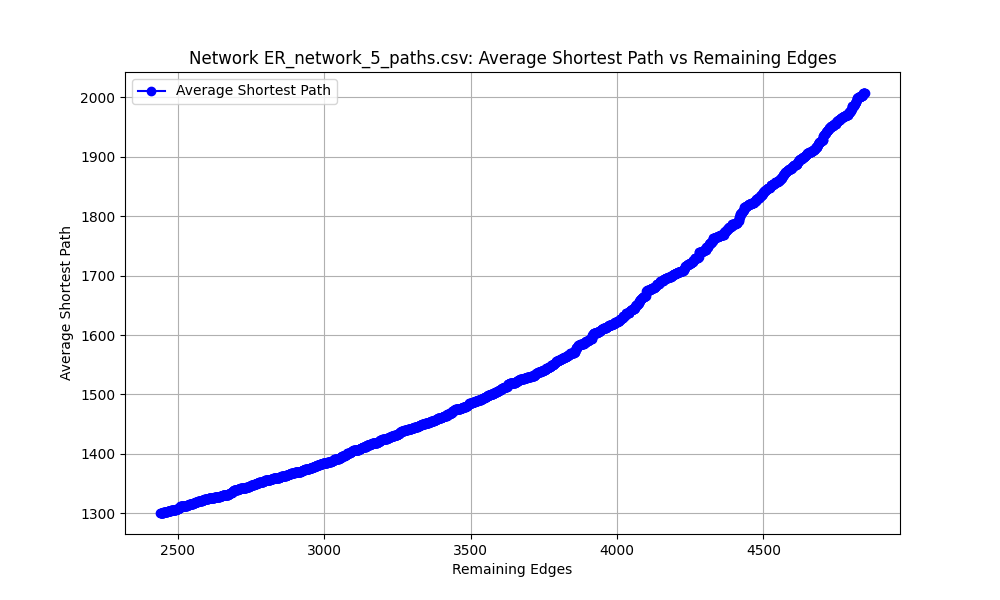 Network ER_network_5_paths.csv: Average Shortest Path vs Remaining Edges
Average Shortest Path
2000
1900
1800
1700
1600
1500
1400
1300
Average Shortest Path
2500 3000 3500 4000 4500
Remaining Edges